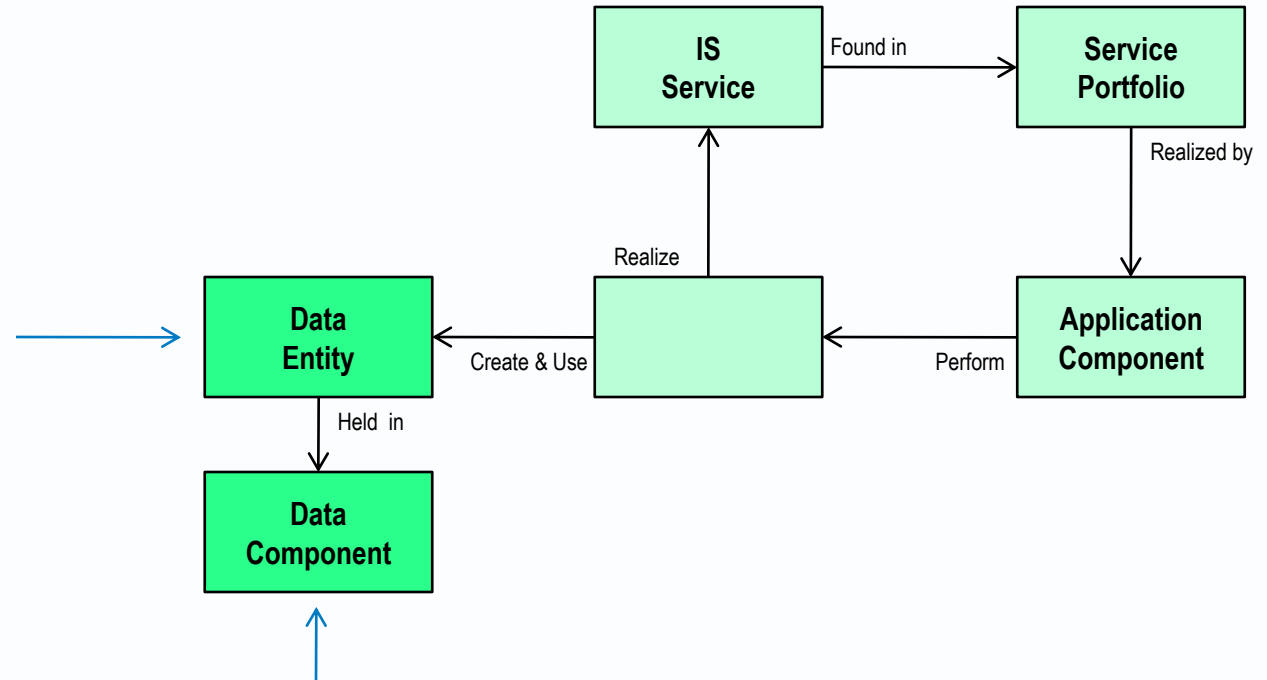 IS
Service
Found in
Service
Portfolio
Realized by
Realize
Data
Entity
Create & Use
Perform
Application
Component
Held in
Data
Component